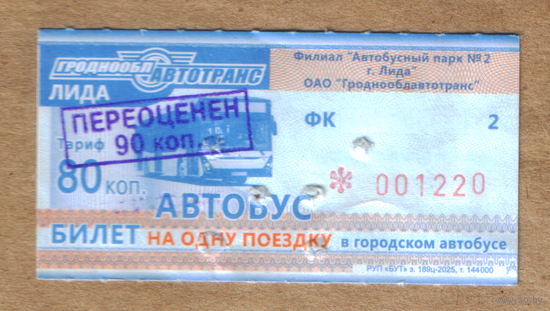 ГРОДНООБЛ
АВТОТРАНС
ЛИДА
Филиал "Автобусный парк №2
г. Лида"
ОАО "Гроднооблавтотранс"
ПЕРЕОЦЕНЕН
90 коп.
Тариф
80 КОП.
ФК 2
* 001220
АВТОБУС
БИЛЕТ НА ОДНУ ПОЕЗДКУ в городском автобусе
РУП «БУТ» з. 189ц-2025, т. 144000